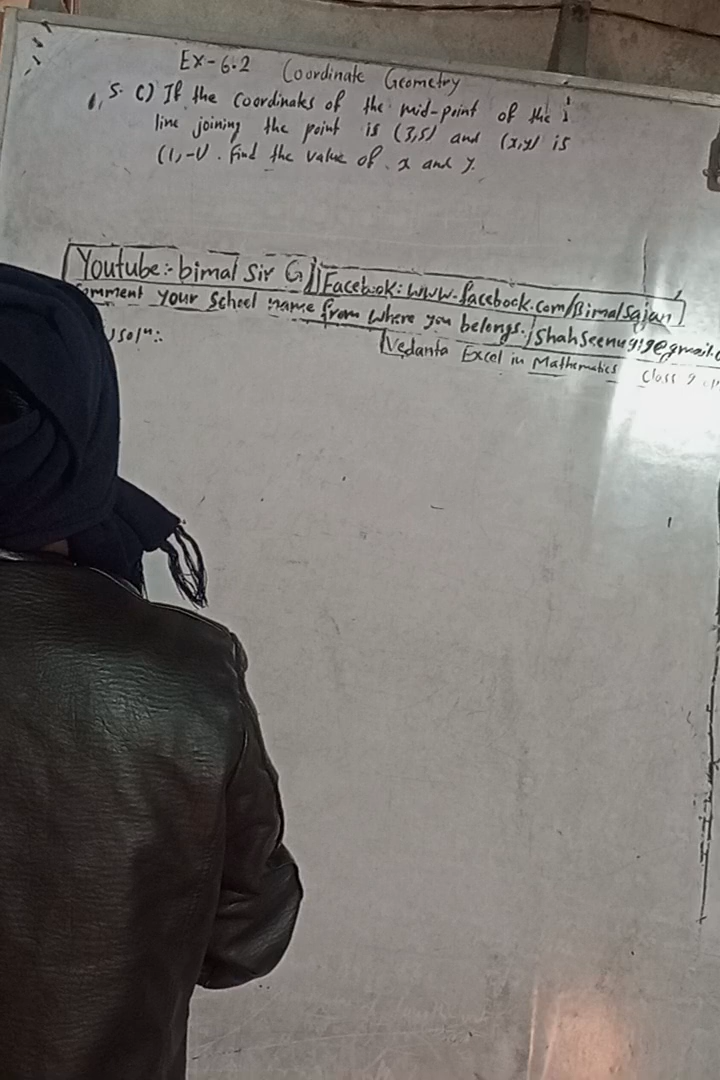 Ex-6.2 Coordinate Geometry
5. C) If the coordinates of the mid-point of the
line joining the point is (3,5) and (x,y) is
(1,-1). Find the value of x and y.
Youtube:- bimal sir G Facebook: www.facebook.com/Bimalsajan
comment your School name from where you belongs.
Soln:
Vedanta Excel in Mathematics Class 9